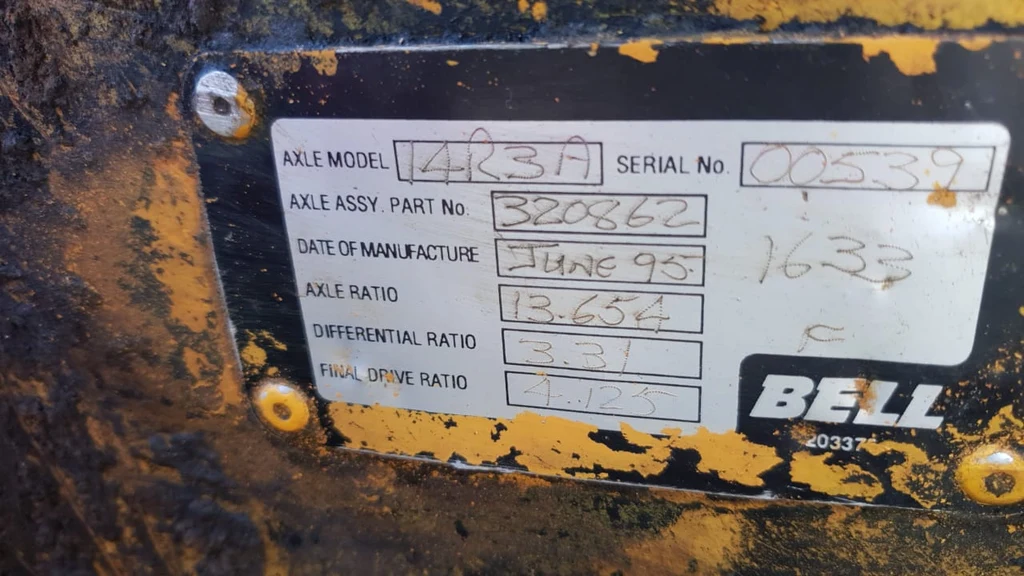 AXLE MODEL 14R3A SERIAL No. 00539
AXLE ASSY. PART No. 320862
DATE OF MANUFACTURE JUNE 95
1633
AXLE RATIO 13.654
DIFFERENTIAL RATIO 3.31
F
FINAL DRIVE RATIO 4.125
BELL